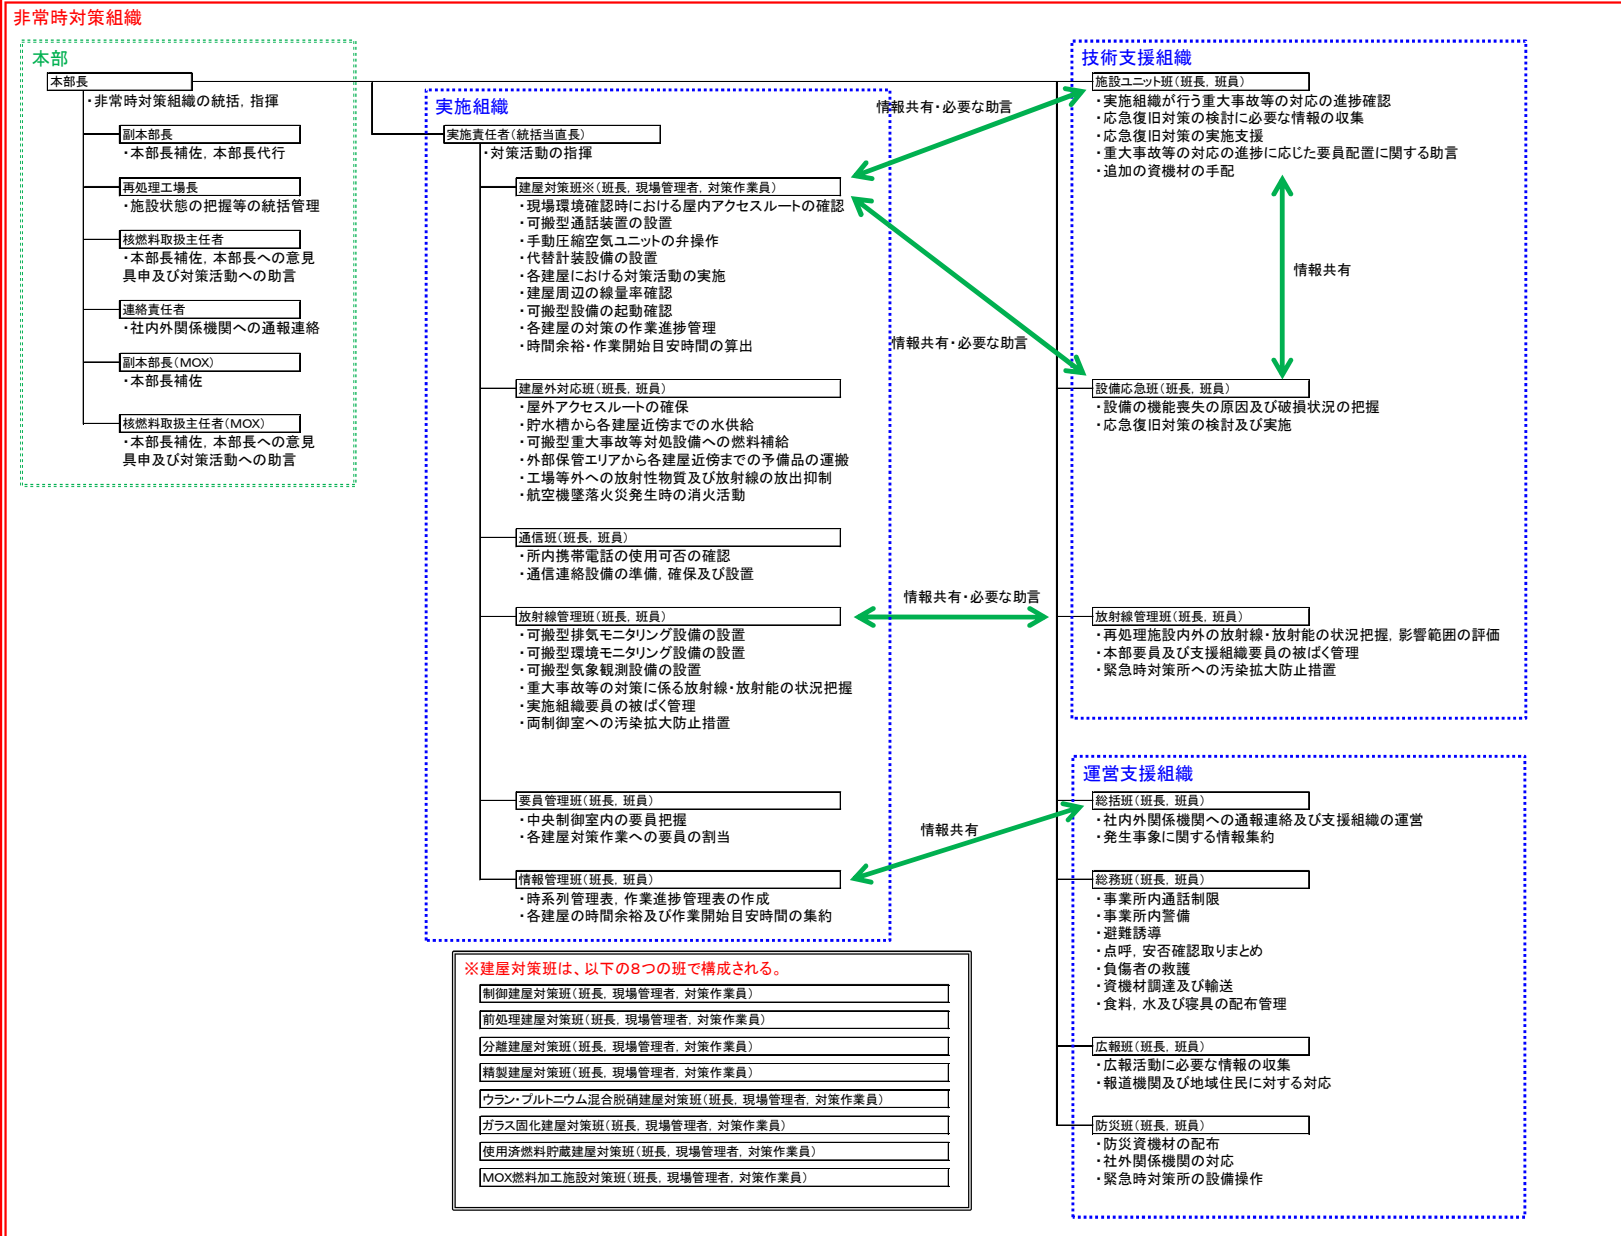 非常時対策組織
本部
本部長
・非常時対策組織の統括，指揮
副本部長
・本部長補佐，本部長代行
再処理工場長
・施設状態の把握等の統括管理
核燃料取扱主任者
・本部長補佐，本部長への意見
具申及び対策活動への助言
連絡責任者
・社内外関係機関への通報連絡
副本部長（MOX）
・本部長補佐
核燃料取扱主任者（MOX）
・本部長補佐，本部長への意見
具申及び対策活動への助言
実施組織
実施責任者（統括当直長）
・対策活動の指揮
建屋対策班※（班長，現場管理者，対策作業員）
・現場環境確認時における屋内アクセスルートの確認
・可搬型通話装置の設置
・手動圧縮空気ユニットの弁操作
・代替計装設備の設置
・各建屋における対策活動の実施
・建屋周辺の線量率確認
・可搬型設備の起動確認
・各建屋の対策の作業進捗管理
・時間余裕・作業開始目安時間の算出
建屋外対応班（班長，班員）
・屋外アクセスルートの確保
・貯水槽から各建屋近傍までの水供給
・可搬型重大事故等対処設備への燃料補給
・外部保管エリアから各建屋近傍までの予備品の運搬
・工場等外への放射性物質及び放射線の放出抑制
・航空機墜落火災発生時の消火活動
通信班（班長，班員）
・所内携帯電話の使用可否の確認
・通信連絡設備の準備，確保及び設置
放射線管理班（班長，班員）
・可搬型排気モニタリング設備の設置
・可搬型環境モニタリング設備の設置
・可搬型気象観測設備の設置
・重大事故等の対策に係る放射線・放射能の状況把握
・実施組織要員の被ばく管理
・両制御室への汚染拡大防止措置
要員管理班（班長，班員）
・中央制御室内の要員把握
・各建屋対策作業への要員の割当
情報管理班（班長，班員）
・時系列管理表，作業進捗管理表の作成
・各建屋の時間余裕及び作業開始目安時間の集約
情報共有・必要な助言
情報共有・必要な助言
情報共有・必要な助言
情報共有
技術支援組織
施設ユニット班（班長，班員）
・実施組織が行う重大事故等の対応の進捗確認
・応急復旧対策の検討に必要な情報の収集
・応急復旧対策の実施支援
・重大事故等の対応の進捗に応じた要員配置に関する助言
・追加の資機材の手配
情報共有
設備応急班（班長，班員）
・設備の機能喪失の原因及び破損状況の把握
・応急復旧対策の検討及び実施
放射線管理班（班長，班員）
・再処理施設内外の放射線・放射能の状況把握，影響範囲の評価
・本部要員及び支援組織要員の被ばく管理
・緊急時対策所への汚染拡大防止措置
運営支援組織
総括班（班長，班員）
・社内外関係機関への通報連絡及び支援組織の運営
・発生事象に関する情報集約
総務班（班長，班員）
・事業所内通話制限
・事業所内警備
・避難誘導
・点呼，安否確認取りまとめ
・負傷者の救護
・資機材調達及び輸送
・食料，水及び寝具の配布管理
広報班（班長，班員）
・広報活動に必要な情報の収集
・報道機関及び地域住民に対する対応
防災班（班長，班員）
・防災資機材の配布
・社外関係機関の対応
・緊急時対策所の設備操作
※建屋対策班は、以下の8つの班で構成される。
制御建屋対策班（班長，現場管理者，対策作業員）
前処理建屋対策班（班長，現場管理者，対策作業員）
分離建屋対策班（班長，現場管理者，対策作業員）
精製建屋対策班（班長，現場管理者，対策作業員）
ウラン・プルトニウム混合脱硝建屋対策班（班長，現場管理者，対策作業員）
ガラス固化建屋対策班（班長，現場管理者，対策作業員）
使用済燃料貯蔵建屋対策班（班長，現場管理者，対策作業員）
MOX燃料加工施設対策班（班長，現場管理者，対策作業員）